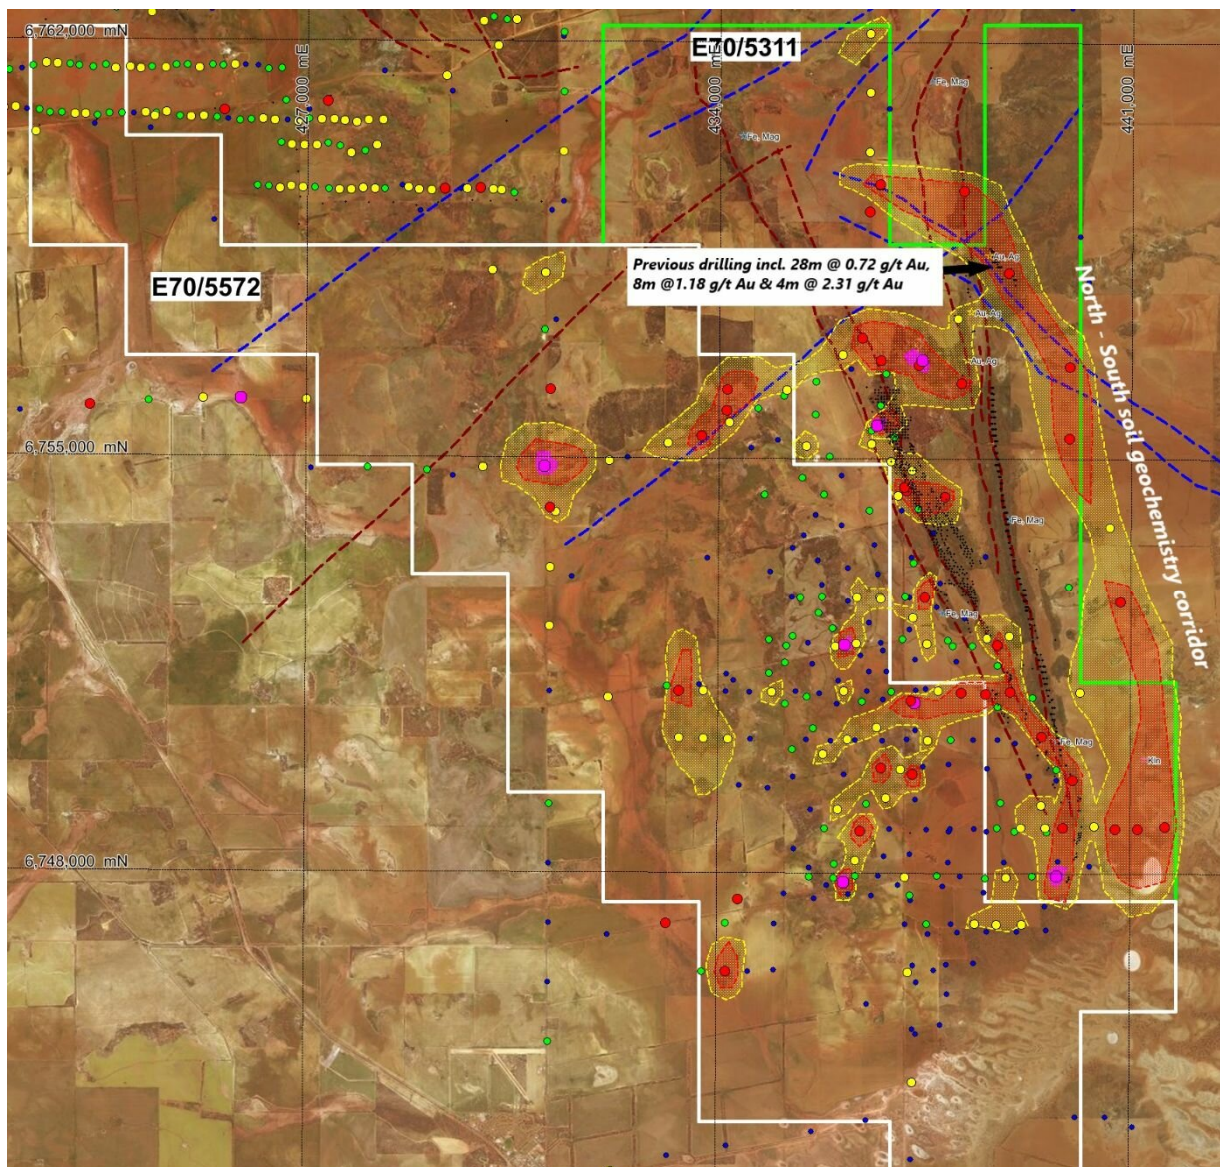 6,762,000 mN
427,000 mE
434,000 mE
441,000 mE
E70/5311
Fe, Mag
Fe, Mag
E70/5572
Previous drilling incl. 28m @ 0.72 g/t Au,
8m @1.18 g/t Au & 4m @ 2.31 g/t Au
Au, Ag
Au, Ag
Au, Ag
North - South soil geochemistry corridor
6,755,000 mN
Fe, Mag
Fe, Mag
Fe, Mag
Kln
6,748,000 mN